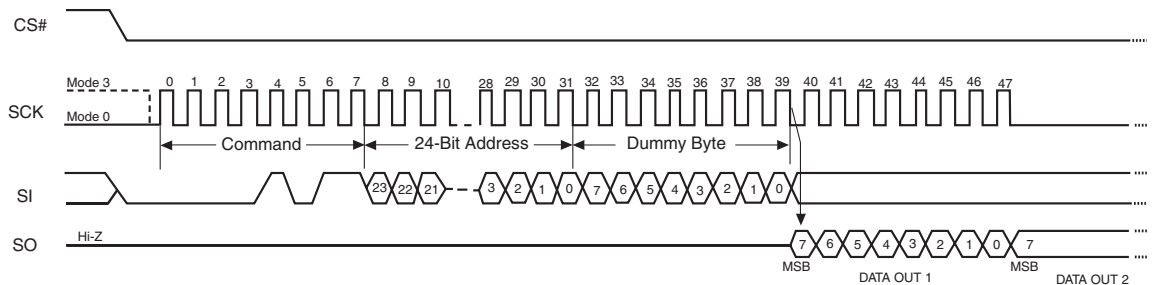 CS#
Mode 3
0 1 2 3 4 5 6 7 8 9 10 28 29 30 31 32 33 34 35 36 37 38 39 40 41 42 43 44 45 46 47
SCK
Mode 0
Command 24-Bit Address Dummy Byte
SI
23 22 21 3 2 1 0 7 6 5 4 3 2 1 0
SO
Hi-Z
7 6 5 4 3 2 1 0 7
MSB DATA OUT 1 MSB DATA OUT 2